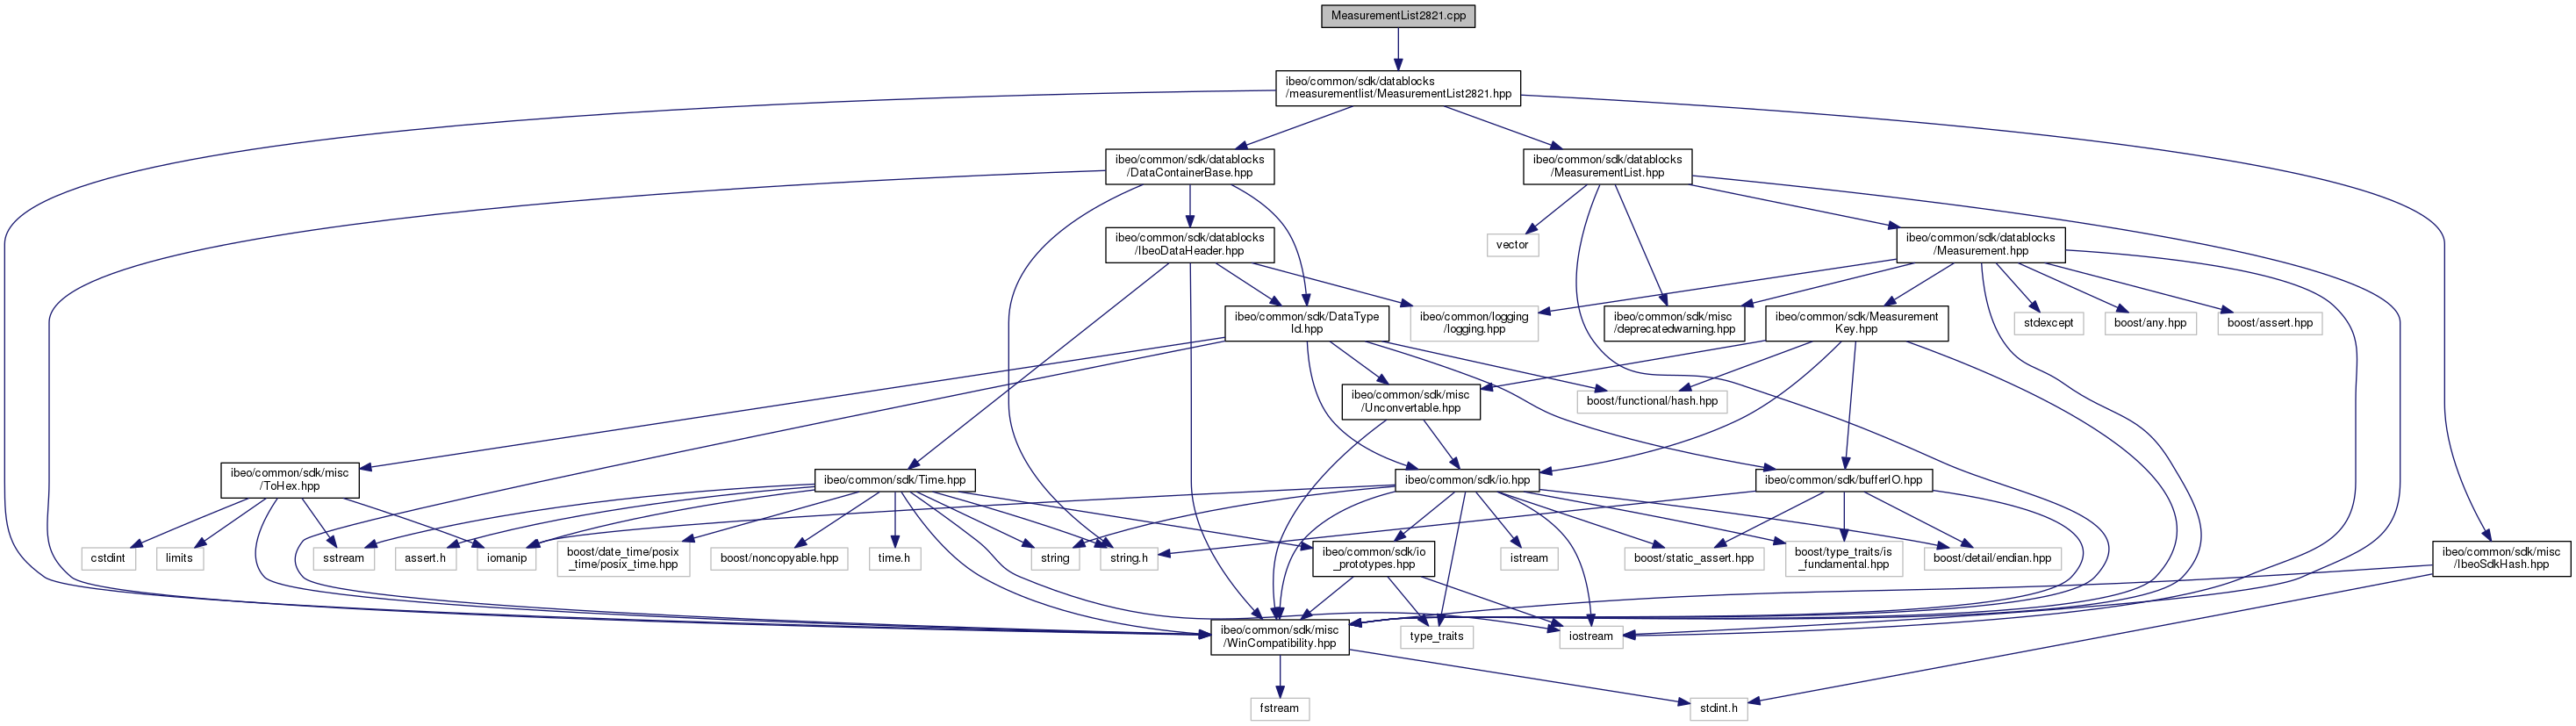 MeasurementList2821.cpp
ibeo/common/sdk/datablocks
/measurementlist/MeasurementList2821.hpp
ibeo/common/sdk/datablocks
/DataContainerBase.hpp
ibeo/common/sdk/datablocks
/MeasurementList.hpp
ibeo/common/sdk/datablocks
/IbeoDataHeader.hpp
vector
ibeo/common/sdk/datablocks
/Measurement.hpp
ibeo/common/sdk/DataType
Id.hpp
ibeo/common/logging
/logging.hpp
ibeo/common/sdk/misc
/deprecatedwarning.hpp
ibeo/common/sdk/Measurement
Key.hpp
stdexcept
boost/any.hpp
boost/assert.hpp
ibeo/common/sdk/misc
/Unconvertable.hpp
boost/functional/hash.hpp
ibeo/common/sdk/misc
/ToHex.hpp
ibeo/common/sdk/Time.hpp
ibeo/common/sdk/io.hpp
ibeo/common/sdk/bufferIO.hpp
cstdint
limits
sstream
assert.h
iomanip
boost/date_time/posix
_time/posix_time.hpp
boost/noncopyable.hpp
time.h
string
string.h
ibeo/common/sdk/io
_prototypes.hpp
istream
boost/static_assert.hpp
boost/type_traits/is
_fundamental.hpp
boost/detail/endian.hpp
ibeo/common/sdk/misc
/IbeoSdkHash.hpp
ibeo/common/sdk/misc
/WinCompatibility.hpp
type_traits
iostream
fstream
stdint.h